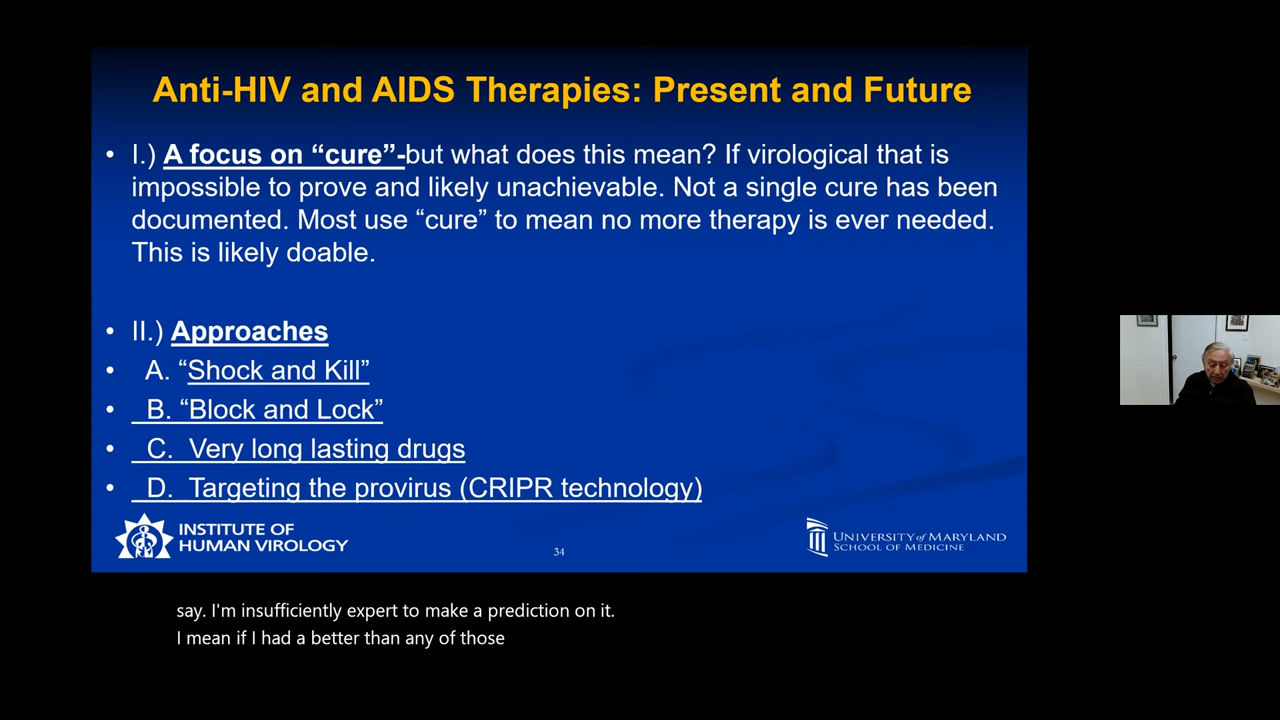 Anti-HIV and AIDS Therapies: Present and Future
• I.) A focus on “cure”-but what does this mean? If virological that is
impossible to prove and likely unachievable. Not a single cure has been
documented. Most use “cure” to mean no more therapy is ever needed.
This is likely doable.
• II.) Approaches
• A. “Shock and Kill”
• B. “Block and Lock”
• C. Very long lasting drugs
• D. Targeting the provirus (CRIPR technology)
INSTITUTE OF
HUMAN VIROLOGY
34
UNIVERSITY of MARYLAND
SCHOOL OF MEDICINE
say. I'm insufficiently expert to make a prediction on it.
I mean if I had a better than any of those